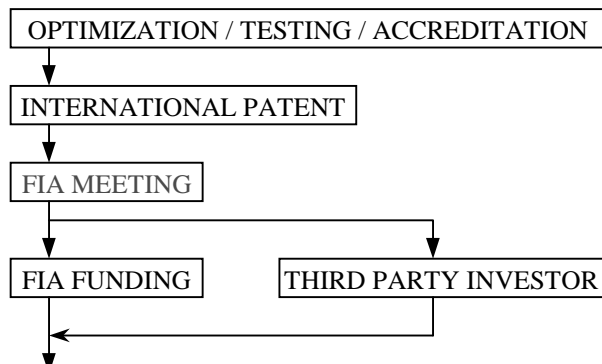 OPTIMIZATION / TESTING / ACCREDITATION
INTERNATIONAL PATENT
FIA MEETING
FIA FUNDING
THIRD PARTY INVESTOR